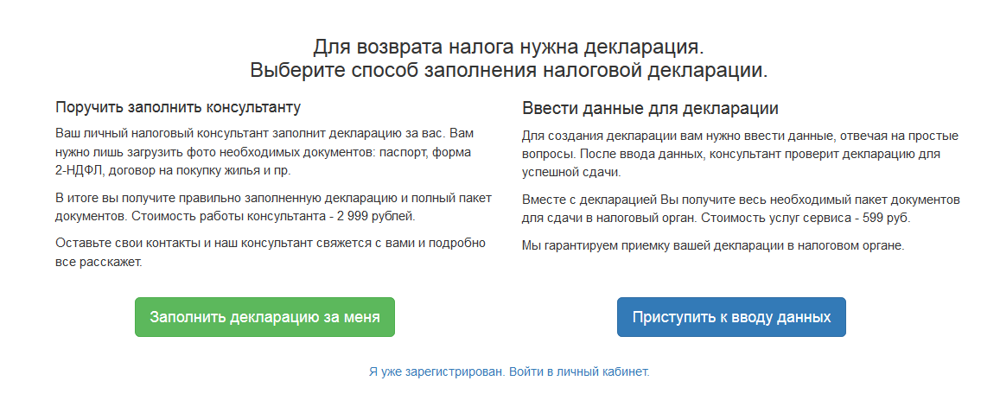 Для возврата налога нужна декларация.
Выберите способ заполнения налоговой декларации.
Поручить заполнить консультанту
Ваш личный налоговый консультант заполнит декларацию за вас. Вам
нужно лишь загрузить фото необходимых документов: паспорт, форма
2-НДФЛ, договор на покупку жилья и пр.
В итоге вы получите правильно заполненную декларацию и полный пакет
документов. Стоимость работы консультанта - 2 999 рублей.
Оставьте свои контакты и наш консультант свяжется с вами и подробно
все расскажет.
Заполнить декларацию за меня
Ввести данные для декларации
Для создания декларации вам нужно ввести данные, отвечая на простые
вопросы. После ввода данных, консультант проверит декларацию для
успешной сдачи.
Вместе с декларацией Вы получите весь необходимый пакет документов
для сдачи в налоговый орган. Стоимость услуг сервиса - 599 руб.
Мы гарантируем приемку вашей декларации в налоговом органе.
Приступить к вводу данных
Я уже зарегистрирован. Войти в личный кабинет.